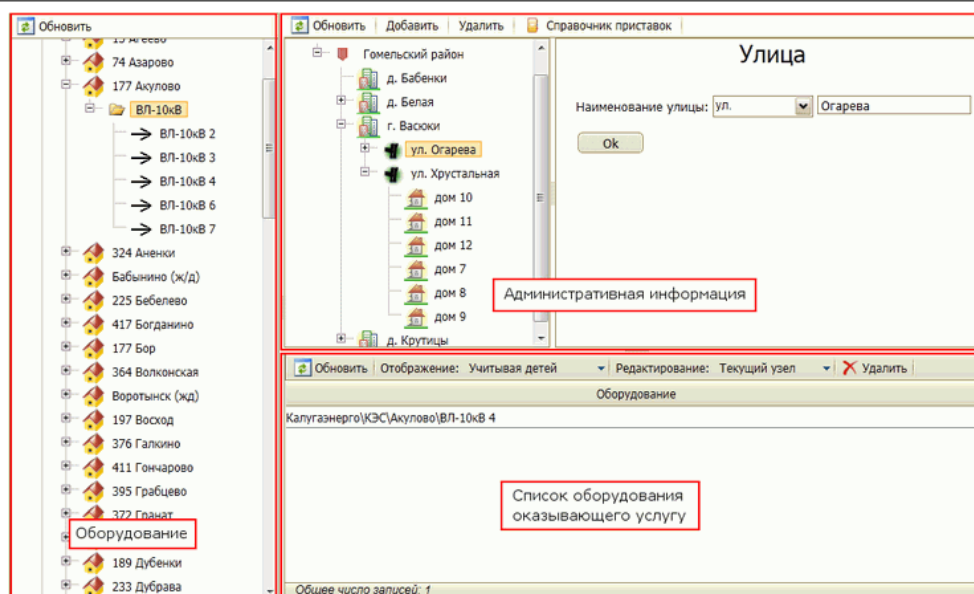 Обновить
15 Агеево
74 Азарово
177 Акулово
ВЛ-10кВ
ВЛ-10кВ 2
ВЛ-10кВ 3
ВЛ-10кВ 4
ВЛ-10кВ 6
ВЛ-10кВ 7
324 Аненки
Бабынино (ж/д)
225 Бебелево
417 Богданино
177 Бор
364 Волконская
Воротынск (жд)
197 Восход
376 Галкино
411 Гончарово
395 Грабцево
372 Гранат
Оборудование
189 Дубенки
233 Дубрава
Обновить Добавить Удалить Справочник приставок
Гомельский район
д. Бабенки
д. Белая
г. Васюки
ул. Огарева
ул. Хрустальная
дом 10
дом 11
дом 12
дом 7
дом 8
дом 9
д. Крутицы
Улица
Наименование улицы: ул. Огарева
Ok
Административная информация
Обновить Отображение: Учитывая детей Редактирование: Текущий узел Удалить
Оборудование
Калугаэнерго\КЭС\Акулово\ВЛ-10кВ 4
Список оборудования
оказывающего услугу
Общее число записей: 1